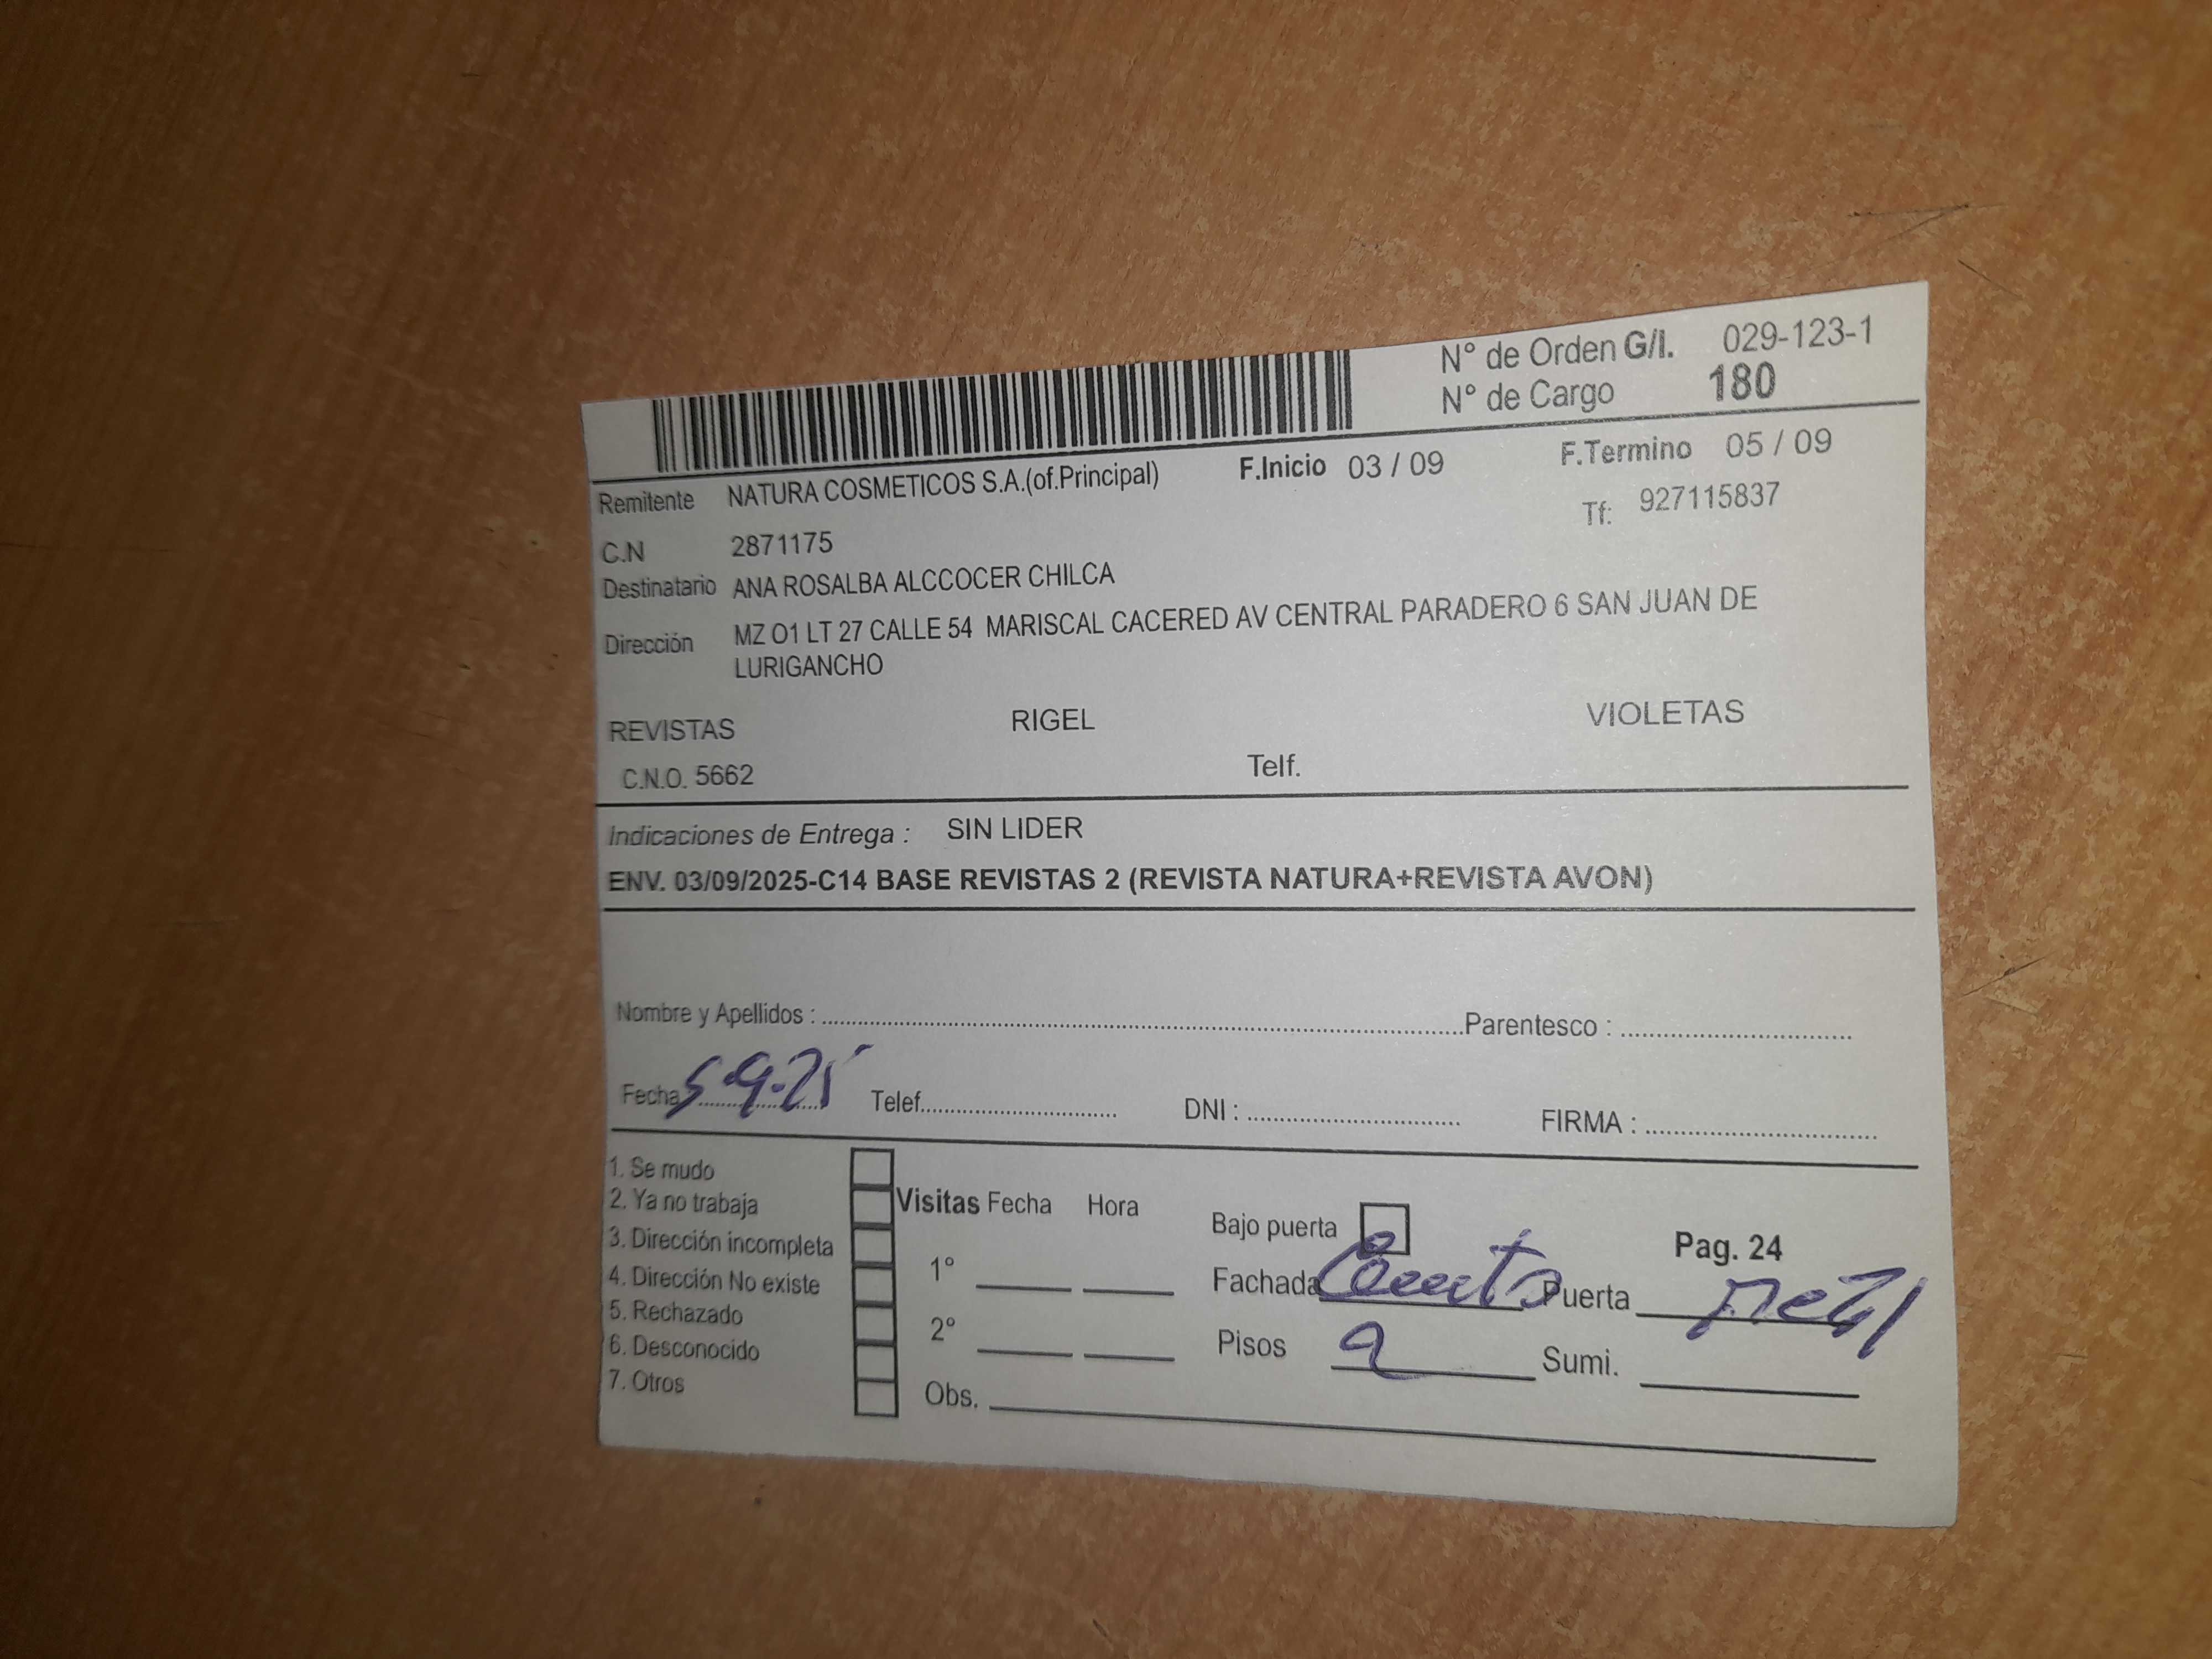 N° de Orden G/I. 029-123-1
N° de Cargo 180
Remitente NATURA COSMETICOS S.A.(of.Principal) F.Inicio 03 / 09 F.Termino 05 / 09
C.N 2871175 Tf: 927115837
Destinatario ANA ROSALBA ALCCOCER CHILCA
Dirección MZ O1 LT 27 CALLE 54 MARISCAL CACERED AV CENTRAL PARADERO 6 SAN JUAN DE
LURIGANCHO
REVISTAS RIGEL VIOLETAS
C.N.O. 5662 Telf.
Indicaciones de Entrega : SIN LIDER
ENV. 03/09/2025-C14 BASE REVISTAS 2 (REVISTA NATURA+REVISTA AVON)
Nombre y Apellidos : Parentesco :
Fecha 5-9-25 Telef. DNI : FIRMA :
1. Se mudo
2. Ya no trabaja
3. Dirección incompleta
4. Dirección No existe
5. Rechazado
6. Desconocido
7. Otros
Visitas Fecha Hora
1°
2°
Obs.
Bajo puerta
Fachada
Pisos 2
Pag. 24
Puerta
Sumi.